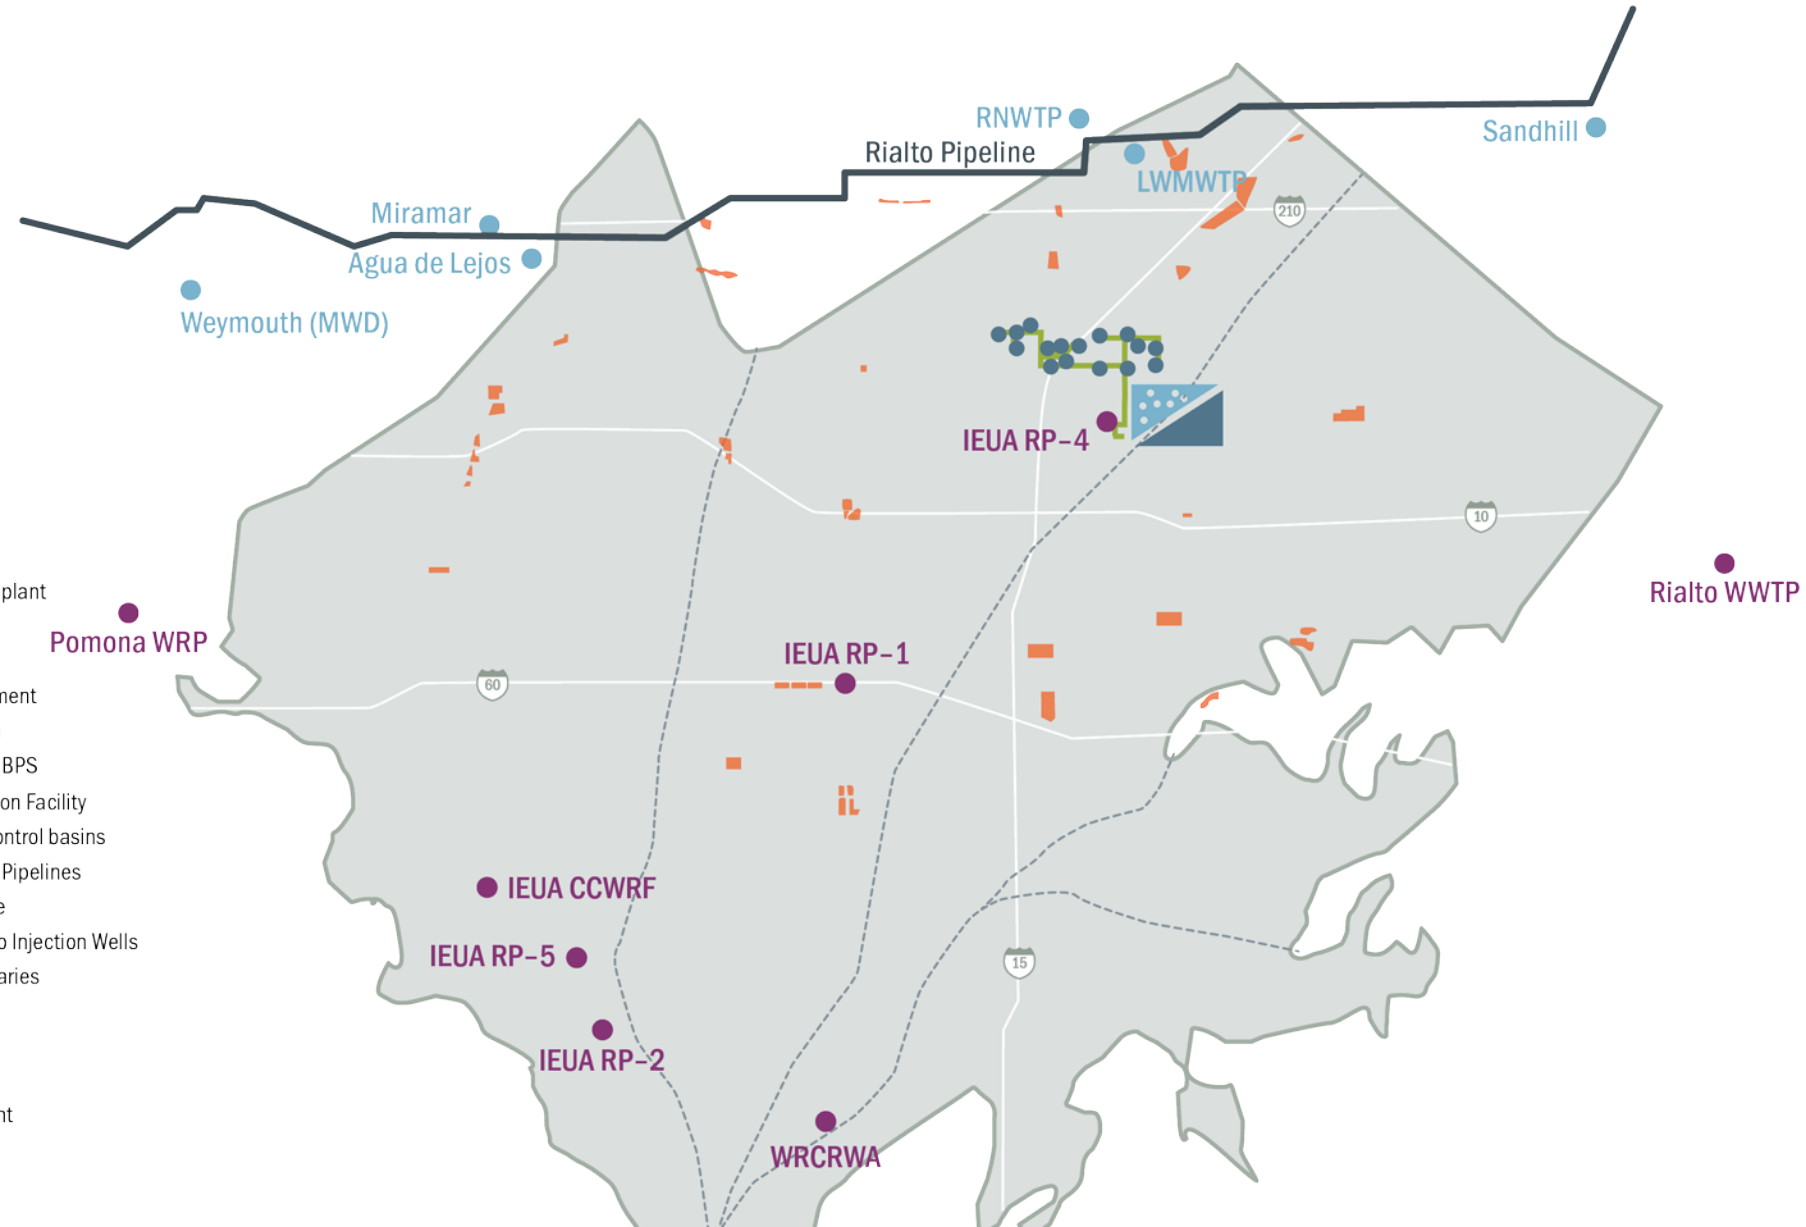 RNWTP
Sandhill
Rialto Pipeline
LWMWTP
Miramar
210
Agua de Lejos
Weymouth (MWD)
IEUA RP-4
10
plant
Rialto WWTP
Pomona WRP
IEUA RP-1
60
ment
BPS
on Facility
ontrol basins
Pipelines
e
IEUA CCWRF
o Injection Wells
IEUA RP-5
15
aries
IEUA RP-2
nt
WRCRWA